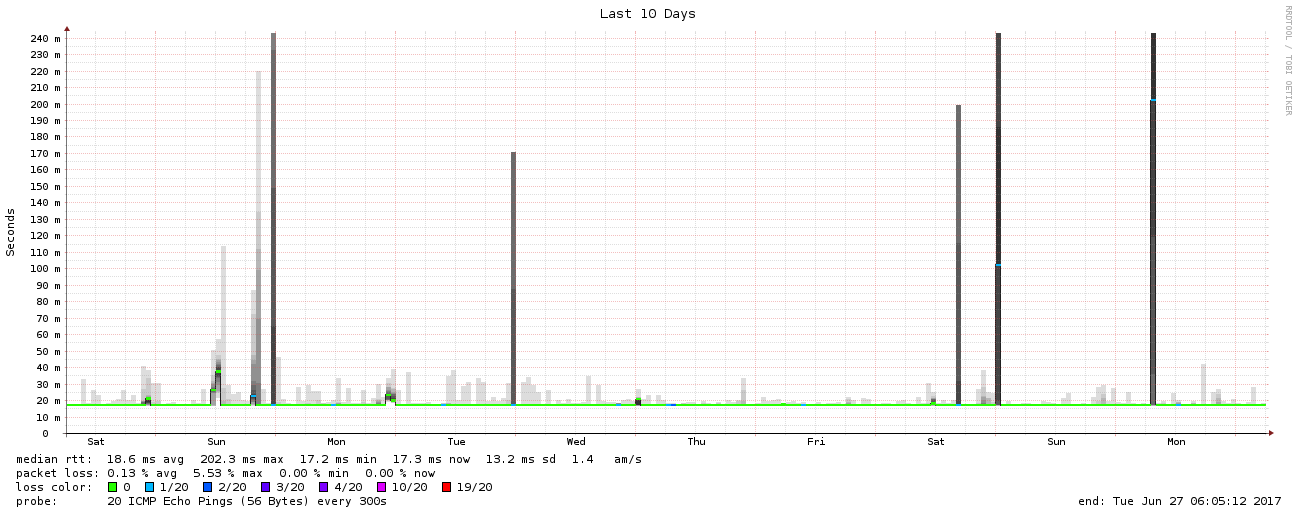 Last 10 Days
RRDTOOL / TOBI OETIKER
Seconds
240 m
230 m
220 m
210 m
200 m
190 m
180 m
170 m
160 m
150 m
140 m
130 m
120 m
110 m
100 m
90 m
80 m
70 m
60 m
50 m
40 m
30 m
20 m
10 m
0
Sat Sun Mon Tue Wed Thu Fri Sat Sun Mon
median rtt: 18.6 ms avg 202.3 ms max 17.2 ms min 17.3 ms now 13.2 ms sd 1.4 am/s
packet loss: 0.13 % avg 5.53 % max 0.00 % min 0.00 % now
loss color: 0 1/20 2/20 3/20 4/20 10/20 19/20
probe: 20 ICMP Echo Pings (56 Bytes) every 300s end: Tue Jun 27 06:05:12 2017